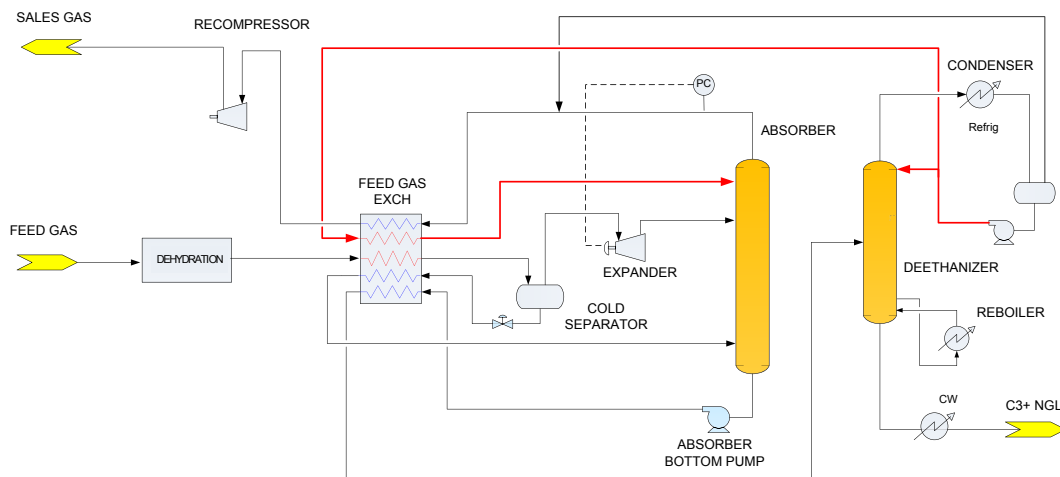 SALES GAS
RECOMPRESSOR
PC
CONDENSER
Refrig
ABSORBER
FEED GAS
EXCH
FEED GAS
DEHYDRATION
EXPANDER
DEETHANIZER
COLD
SEPARATOR
REBOILER
CW
C3+ NGL
ABSORBER
BOTTOM PUMP